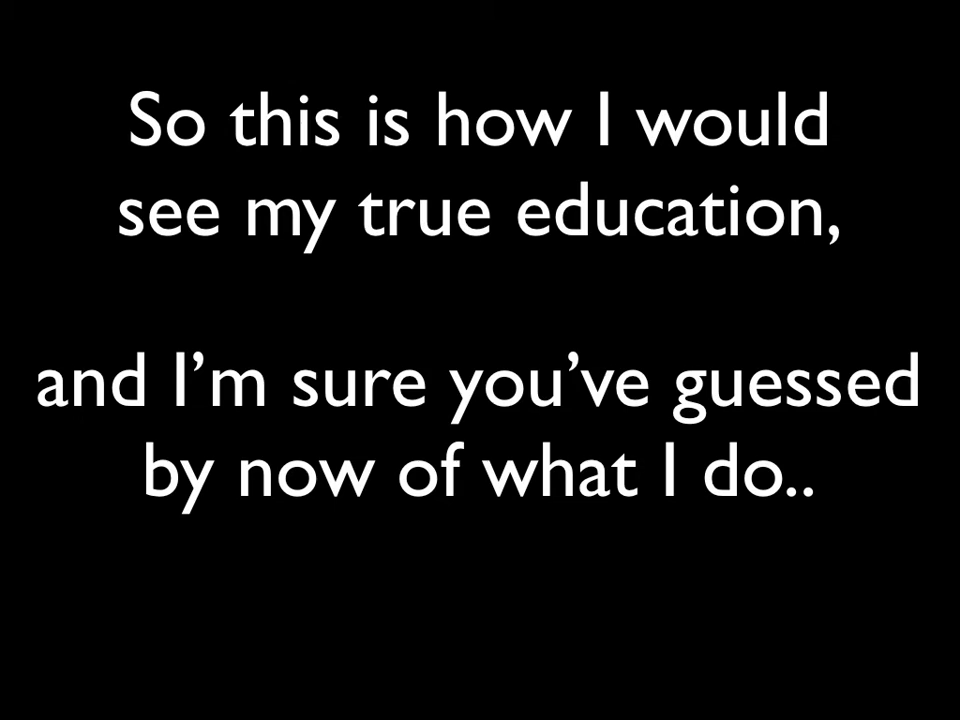 So this is how I would
see my true education,
and I’m sure you’ve guessed
by now of what I do..